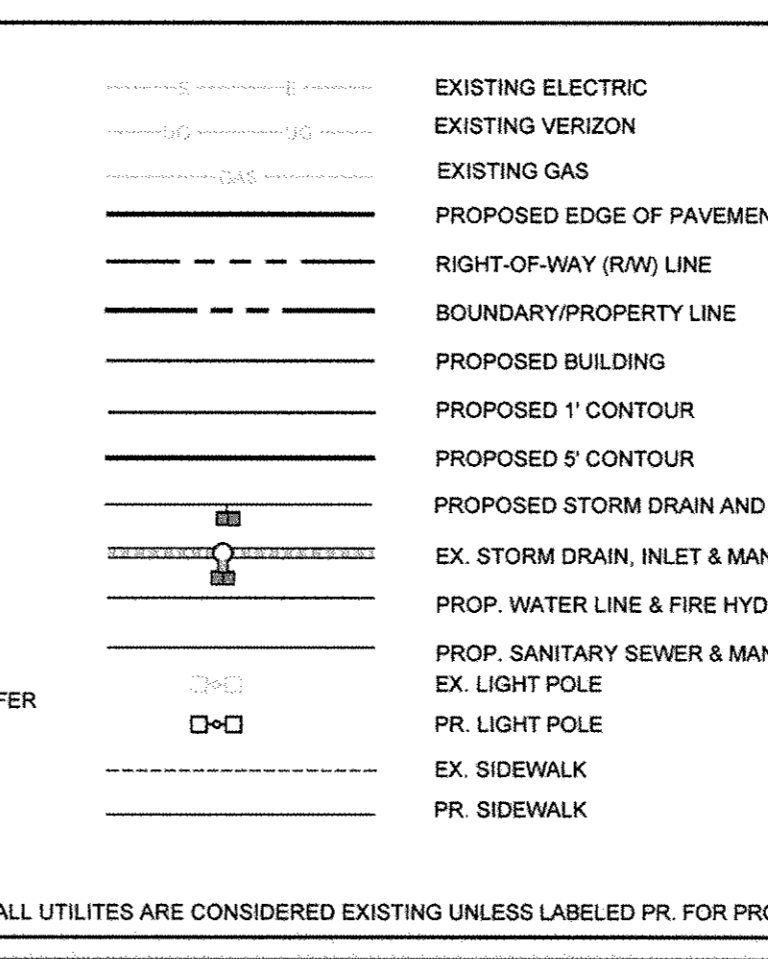 E E
EXISTING ELECTRIC
UG UG
EXISTING VERIZON
GAS
EXISTING GAS
PROPOSED EDGE OF PAVEMEN
RIGHT-OF-WAY (R/W) LINE
BOUNDARY/PROPERTY LINE
PROPOSED BUILDING
PROPOSED 1' CONTOUR
PROPOSED 5' CONTOUR
PROPOSED STORM DRAIN AND
EX. STORM DRAIN, INLET & MAN
PROP. WATER LINE & FIRE HYD
PROP. SANITARY SEWER & MAN
EX. LIGHT POLE
FER
PR. LIGHT POLE
EX. SIDEWALK
PR. SIDEWALK
ALL UTILITES ARE CONSIDERED EXISTING UNLESS LABELED PR. FOR PRO